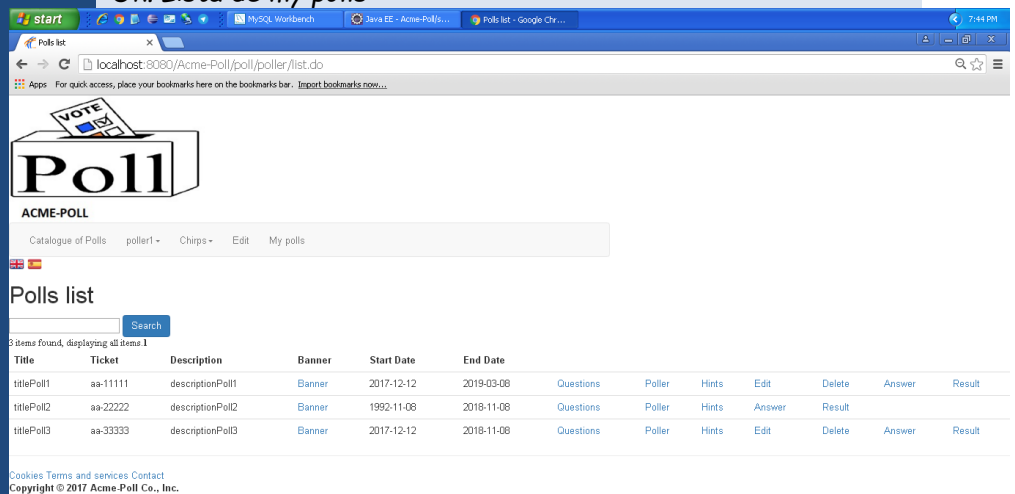 start
MySQL Workbench
Java EE - Acme-Poll/s...
Polls list - Google Chr...
7:44 PM
Polls list
localhost:8080/Acme-Poll/poll/poller/list.do
Apps For quick access, place your bookmarks here on the bookmarks bar. Import bookmarks now...
VOTE
Poll
ACME-POLL
Catalogue of Polls poller1 Chirps Edit My polls
Polls list
Search
3 items found, displaying all items.1
Title Ticket Description Banner Start Date End Date
titlePoll1 aa-11111 descriptionPoll1 Banner 2017-12-12 2019-03-08 Questions Poller Hints Edit Delete Answer Result
titlePoll2 aa-22222 descriptionPoll2 Banner 1992-11-08 2018-11-08 Questions Poller Hints Answer Result
titlePoll3 aa-33333 descriptionPoll3 Banner 2017-12-12 2018-11-08 Questions Poller Hints Edit Delete Answer Result
Cookies Terms and services Contact
Copyright © 2017 Acme-Poll Co., Inc.